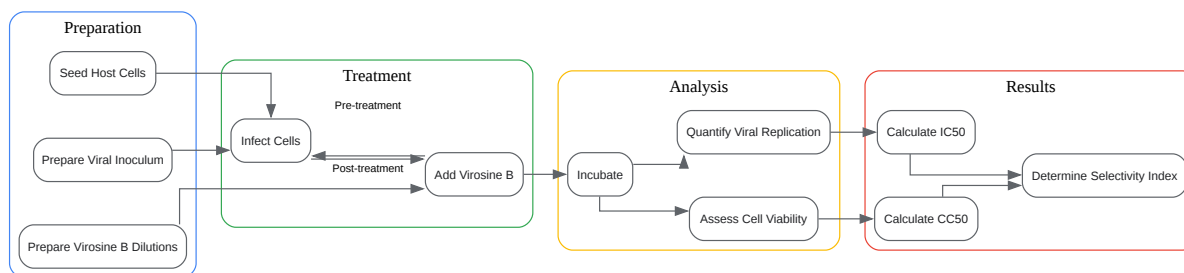 Preparation
Seed Host Cells
Prepare Viral Inoculum
Prepare Virosine B Dilutions
Treatment
Pre-treatment
Infect Cells
Post-treatment
Add Virosine B
Analysis
Quantify Viral Replication
Incubate
Assess Cell Viability
Results
Calculate IC50
Determine Selectivity Index
Calculate CC50